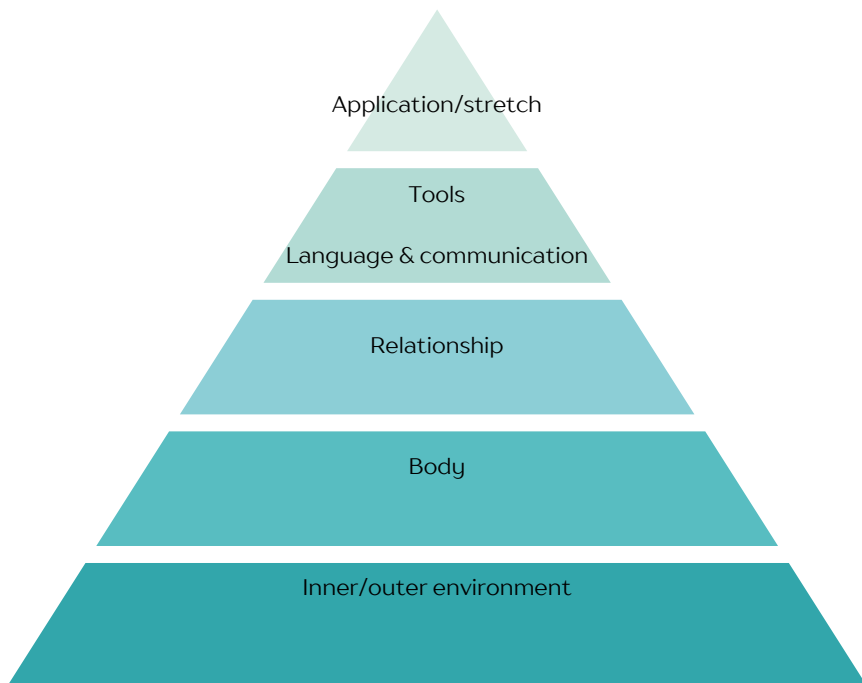 Application/stretch
Tools
Language & communication
Relationship
Body
Inner/outer environment